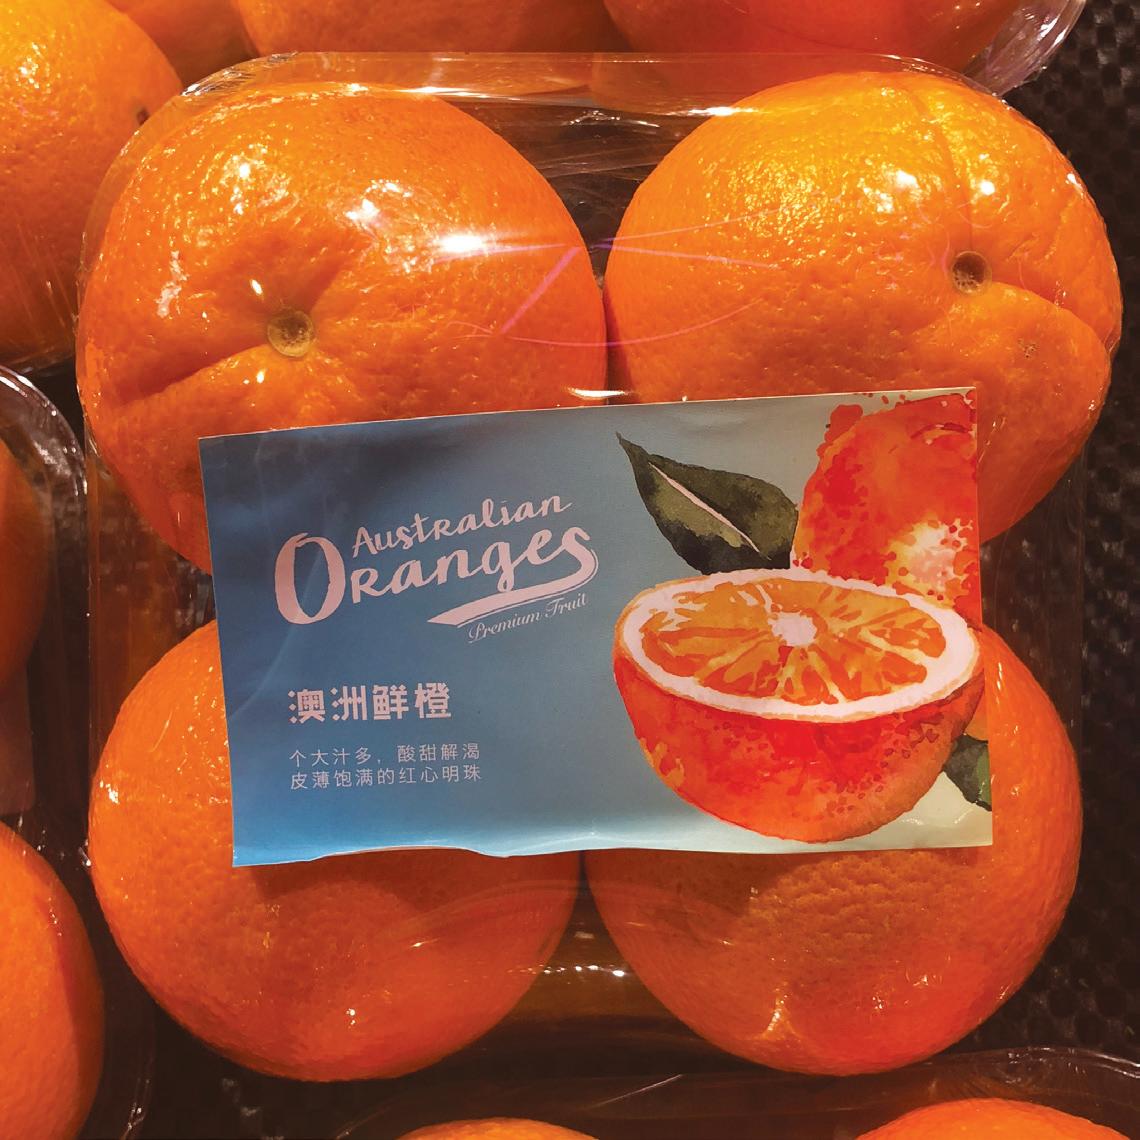 Australian
Oranges
Premium Fruit
澳洲鲜橙
个大汁多，酸甜解渴
皮薄饱满的红心明珠